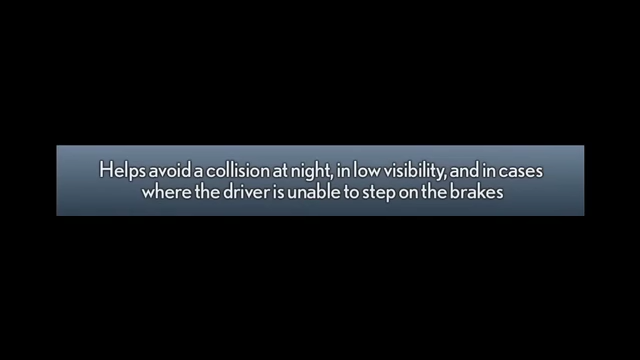 Helps avoid a collision at night, in low visibility, and in cases
where the driver is unable to step on the brakes